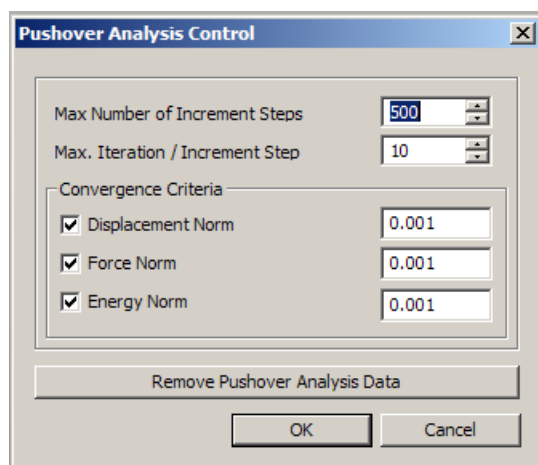 Pushover Analysis Control
Max Number of Increment Steps 500
Max. Iteration / Increment Step 10
Convergence Criteria
Displacement Norm 0.001
Force Norm 0.001
Energy Norm 0.001
Remove Pushover Analysis Data
OK Cancel